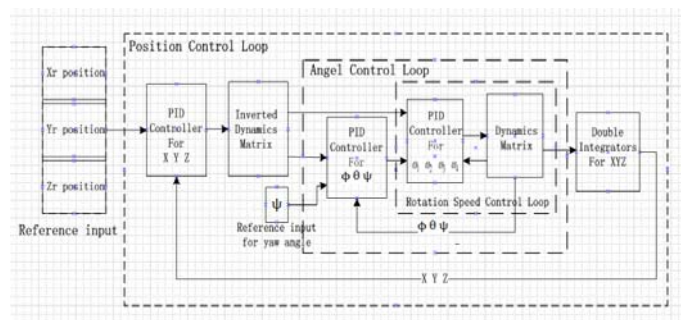 Position Control Loop
Angel Control Loop
Xr position
Yr position
Zr position
Reference input
PID
Controller
For
X Y Z
Inverted
Dynamics
Matrix
ψ
Reference input
for yaw angle
PID
Controller
For
φ θ ψ
PID
Controller
For
Dynamics
Matrix
Rotation Speed Control Loop
φ θ ψ
Double
Integrators
For XYZ
X Y Z